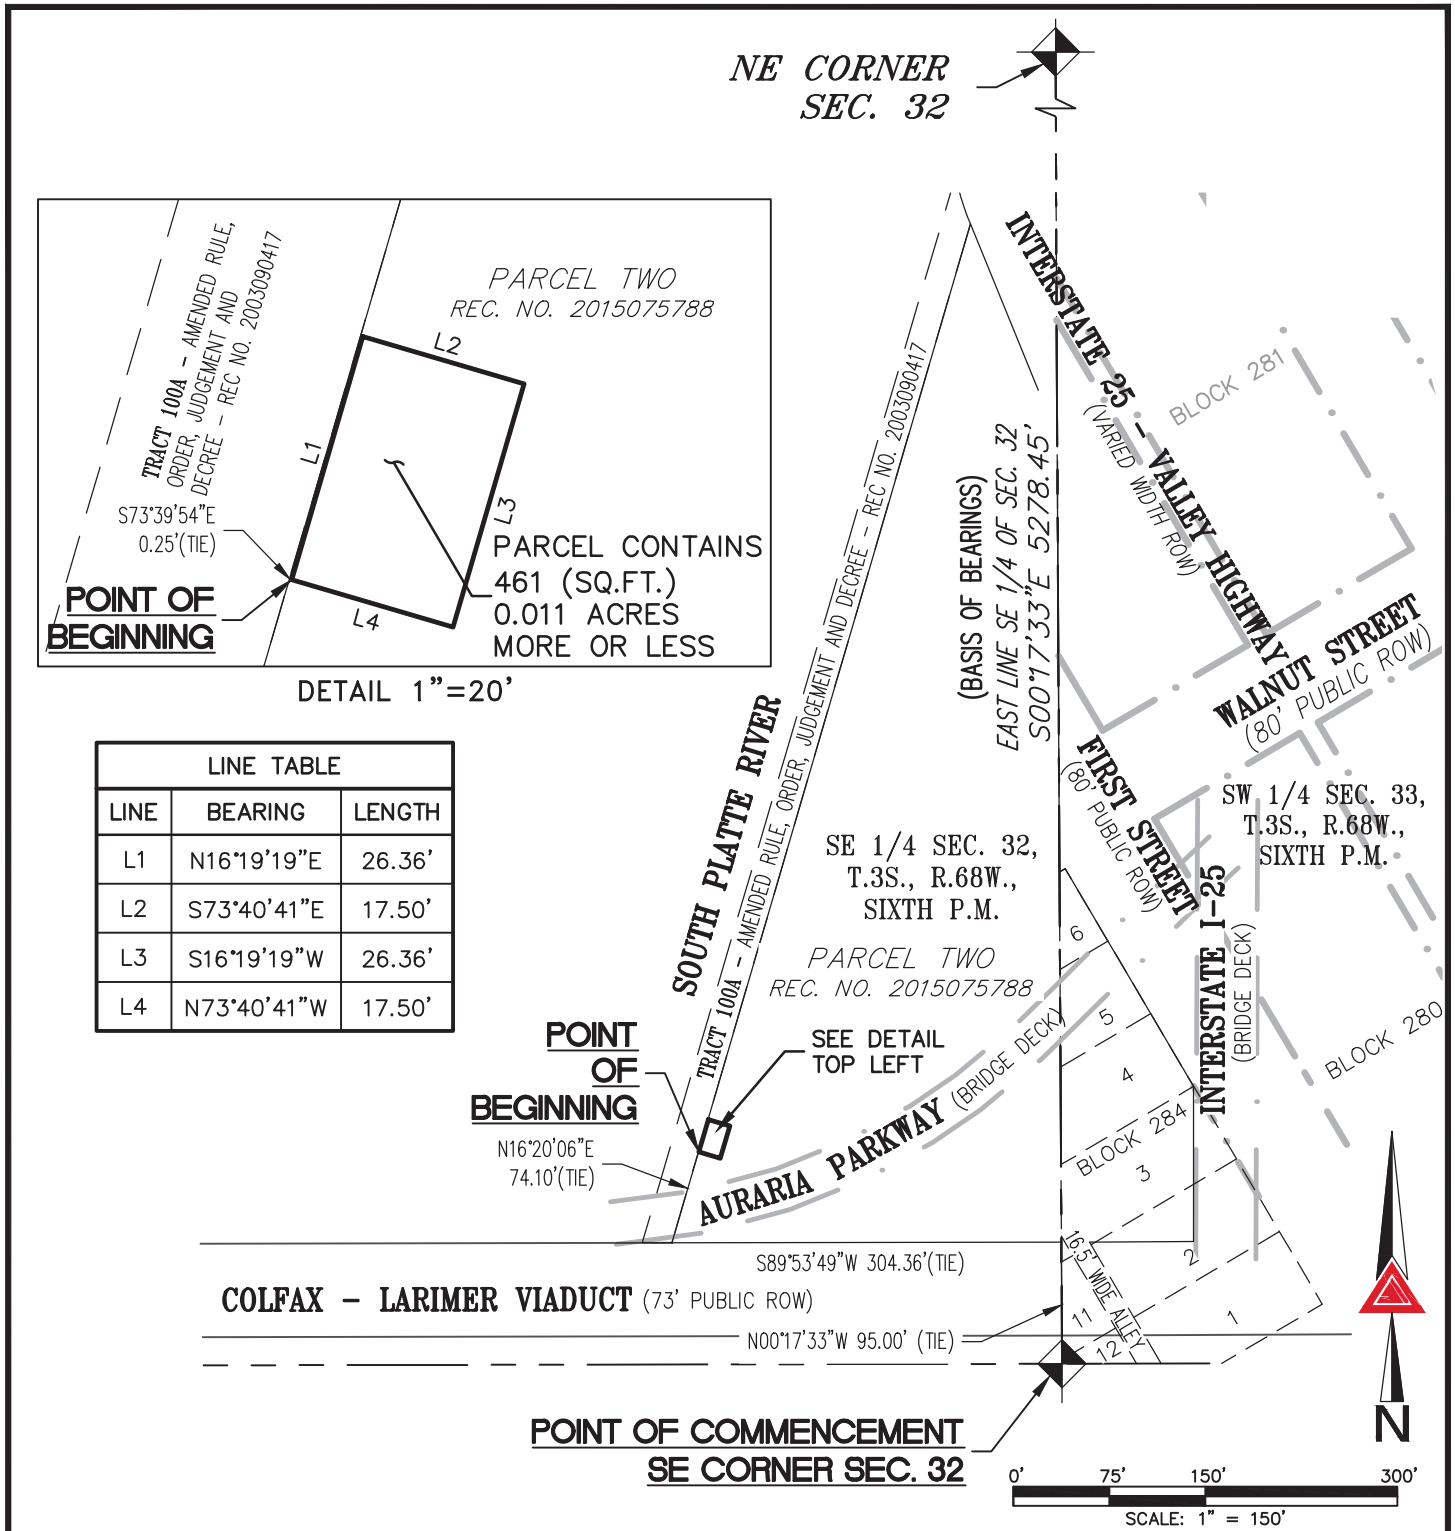 NE CORNER
SEC. 32
TRACT 100A - AMENDED RULE,
ORDER, JUDGEMENT AND
DECREE - REC NO. 2003090417
PARCEL TWO
REC. NO. 2015075788
L1
L2
L3
L4
S73°39'54"E
0.25'(TIE)
POINT OF
BEGINNING
PARCEL CONTAINS
461 (SQ.FT.)
0.011 ACRES
MORE OR LESS
DETAIL 1"=20'
LINE TABLE
LINE BEARING LENGTH
L1 N16°19'19"E 26.36'
L2 S73°40'41"E 17.50'
L3 S16°19'19"W 26.36'
L4 N73°40'41"W 17.50'
INTERSTATE 25 - VALLEY HIGHWAY
(VARIED WIDTH ROW)
BLOCK 281
(BASIS OF BEARINGS)
EAST LINE SE 1/4 OF SEC. 32
S00°17'33"E 5278.45'
WALNUT STREET
(80' PUBLIC ROW)
FIRST STREET
(80' PUBLIC ROW)
SW 1/4 SEC. 33,
T.3S., R.68W.,
SIXTH P.M.
SOUTH PLATTE RIVER
TRACT 100A - AMENDED RULE, ORDER, JUDGEMENT AND DECREE - REC NO. 2003090417
SE 1/4 SEC. 32,
T.3S., R.68W.,
SIXTH P.M.
PARCEL TWO
REC. NO. 2015075788
INTERSTATE I-25
(BRIDGE DECK)
BLOCK 280
POINT
OF
BEGINNING
SEE DETAIL
TOP LEFT
N16°20'06"E
74.10'(TIE)
AURARIA PARKWAY (BRIDGE DECK)
6
5
4
BLOCK 284
3
2
1
11
12
16.5' WIDE ALLEY
S89°53'49"W 304.36'(TIE)
COLFAX - LARIMER VIADUCT (73' PUBLIC ROW)
N00°17'33"W 95.00' (TIE)
POINT OF COMMENCEMENT
SE CORNER SEC. 32
N
0' 75' 150' 300'
SCALE: 1" = 150'